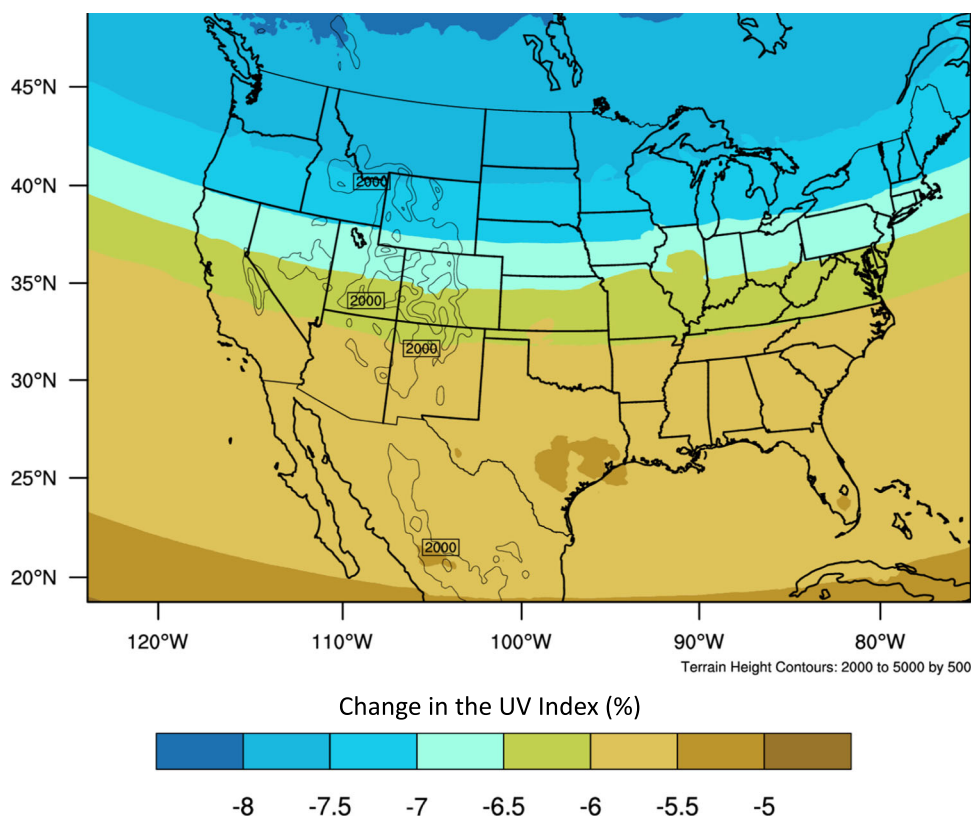 45°N
40°N
2000
35°N
2000
2000
30°N
25°N
2000
20°N
120°W 110°W 100°W 90°W 80°W
Terrain Height Contours: 2000 to 5000 by 500
Change in the UV Index (%)
-8 -7.5 -7 -6.5 -6 -5.5 -5